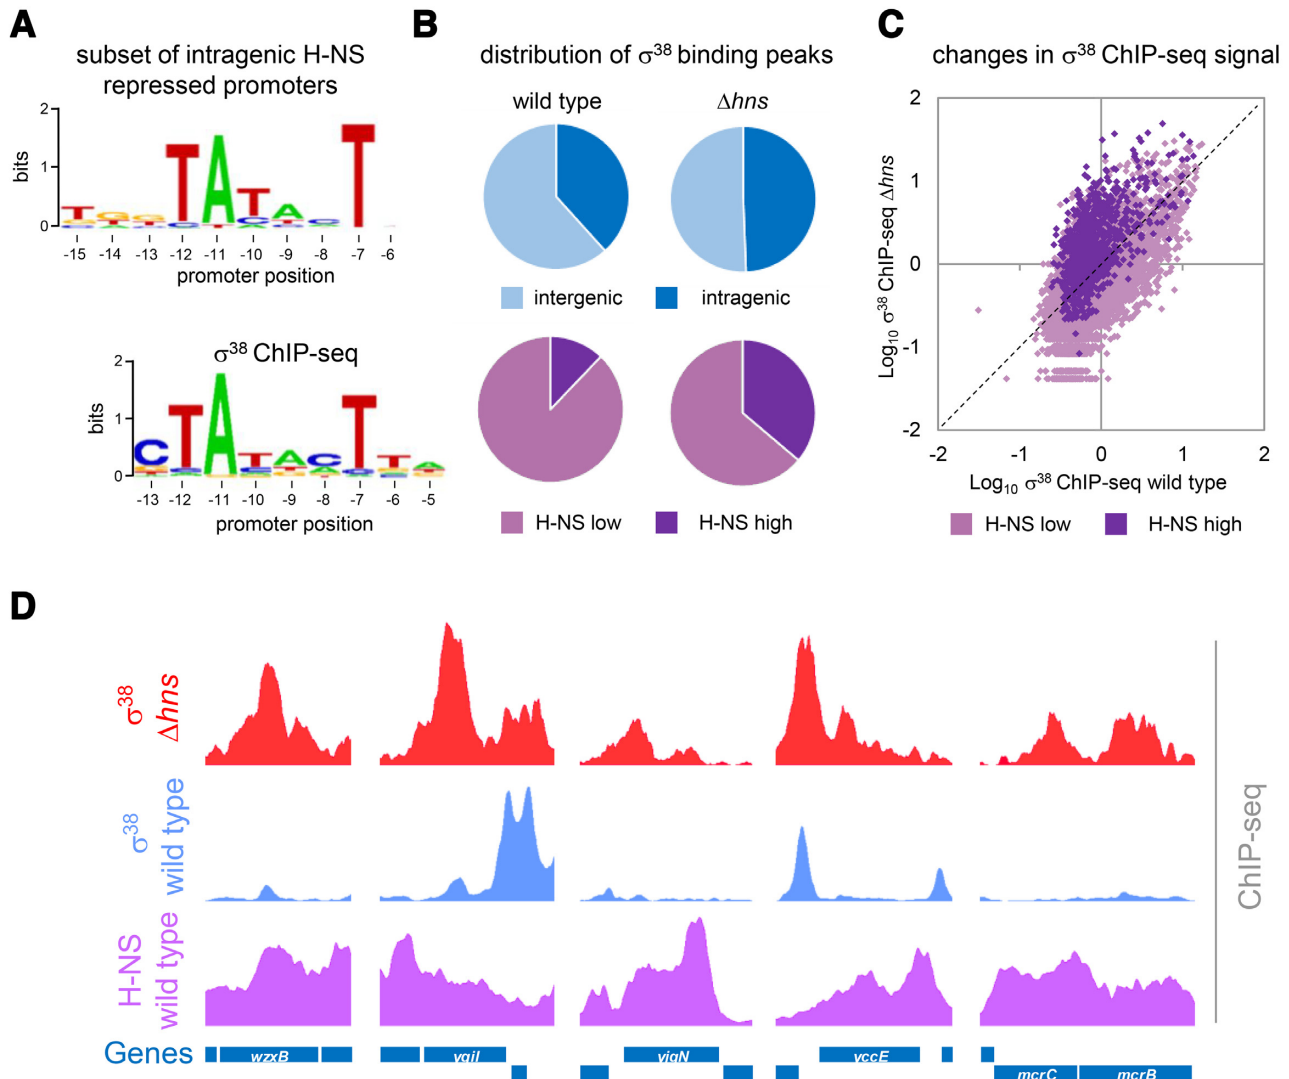 A
subset of intragenic H-NS
repressed promoters
2
1
0
bits
TGGTATACT
-15 -14 -13 -12 -11 -10 -9 -8 -7 -6
promoter position
σ38 ChIP-seq
2
1
0
bits
CTATACTTA
-13 -12 -11 -10 -9 -8 -7 -6 -5
promoter position
B
distribution of σ38 binding peaks
wild type Δhns
intergenic intragenic
H-NS low H-NS high
C
changes in σ38 ChIP-seq signal
2
1
0
-1
-2
Log10 σ38 ChIP-seq Δhns
-2 -1 0 1 2
Log10 σ38 ChIP-seq wild type
H-NS low H-NS high
D
σ38
Δhns
σ38
wild type
H-NS
wild type
ChIP-seq
Genes wzxB yigN yccE
mcrC mcrB